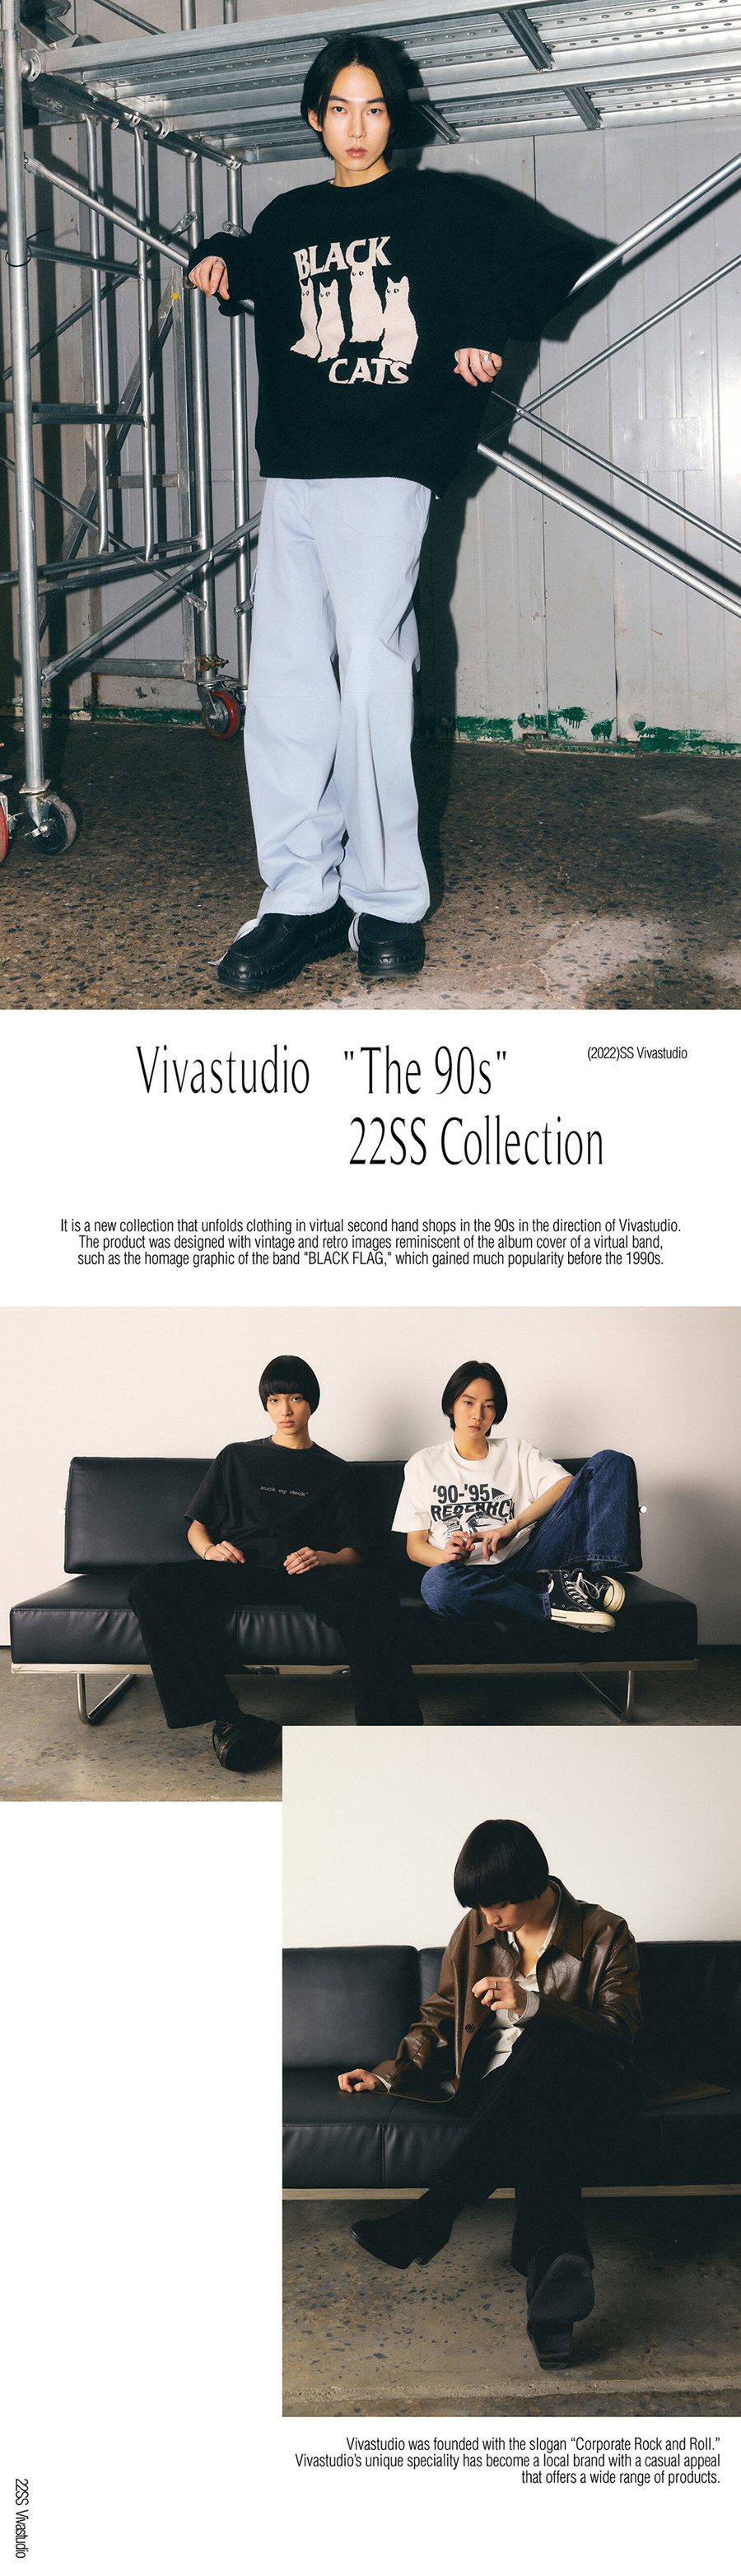 BLACK
CATS
Vivastudio "The 90s"
(2022)SS Vivastudio
22SS Collection
It is a new collection that unfolds clothing in virtual second hand shops in the 90s in the direction of Vivastudio.
The product was designed with vintage and retro images reminiscent of the album cover of a virtual band,
such as the homage graphic of the band "BLACK FLAG," which gained much popularity before the 1990s.
suck my deck"
'90-'95
RESEARCH
Vivastudio was founded with the slogan “Corporate Rock and Roll.”
Vivastudio’s unique speciality has become a local brand with a casual appeal
that offers a wide range of products.
22SS Vivastudio